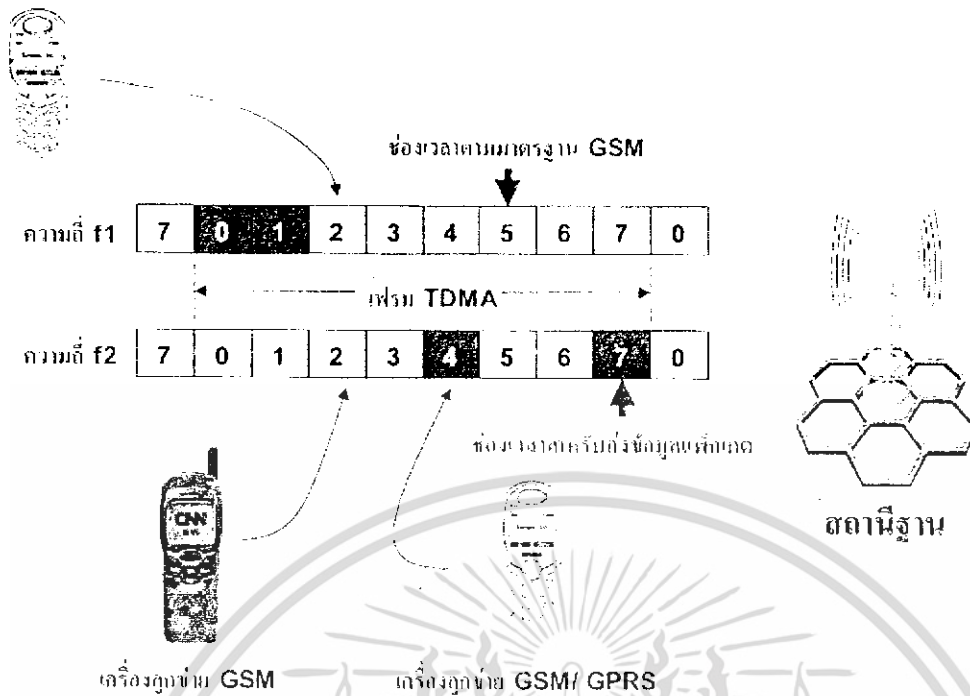 ช่องเวลาตามมาตรฐาน GSM
ความถี่ f1 7 0 1 2 3 4 5 6 7 0
เฟรม TDMA
ความถี่ f2 7 0 1 2 3 4 5 6 7 0
ช่องเวลาสำหรับส่งข้อมูลแพ็กเกต
CNN
สถานีฐาน
เครื่องลูกข่าย GSM
เครื่องลูกข่าย GSM/ GPRS